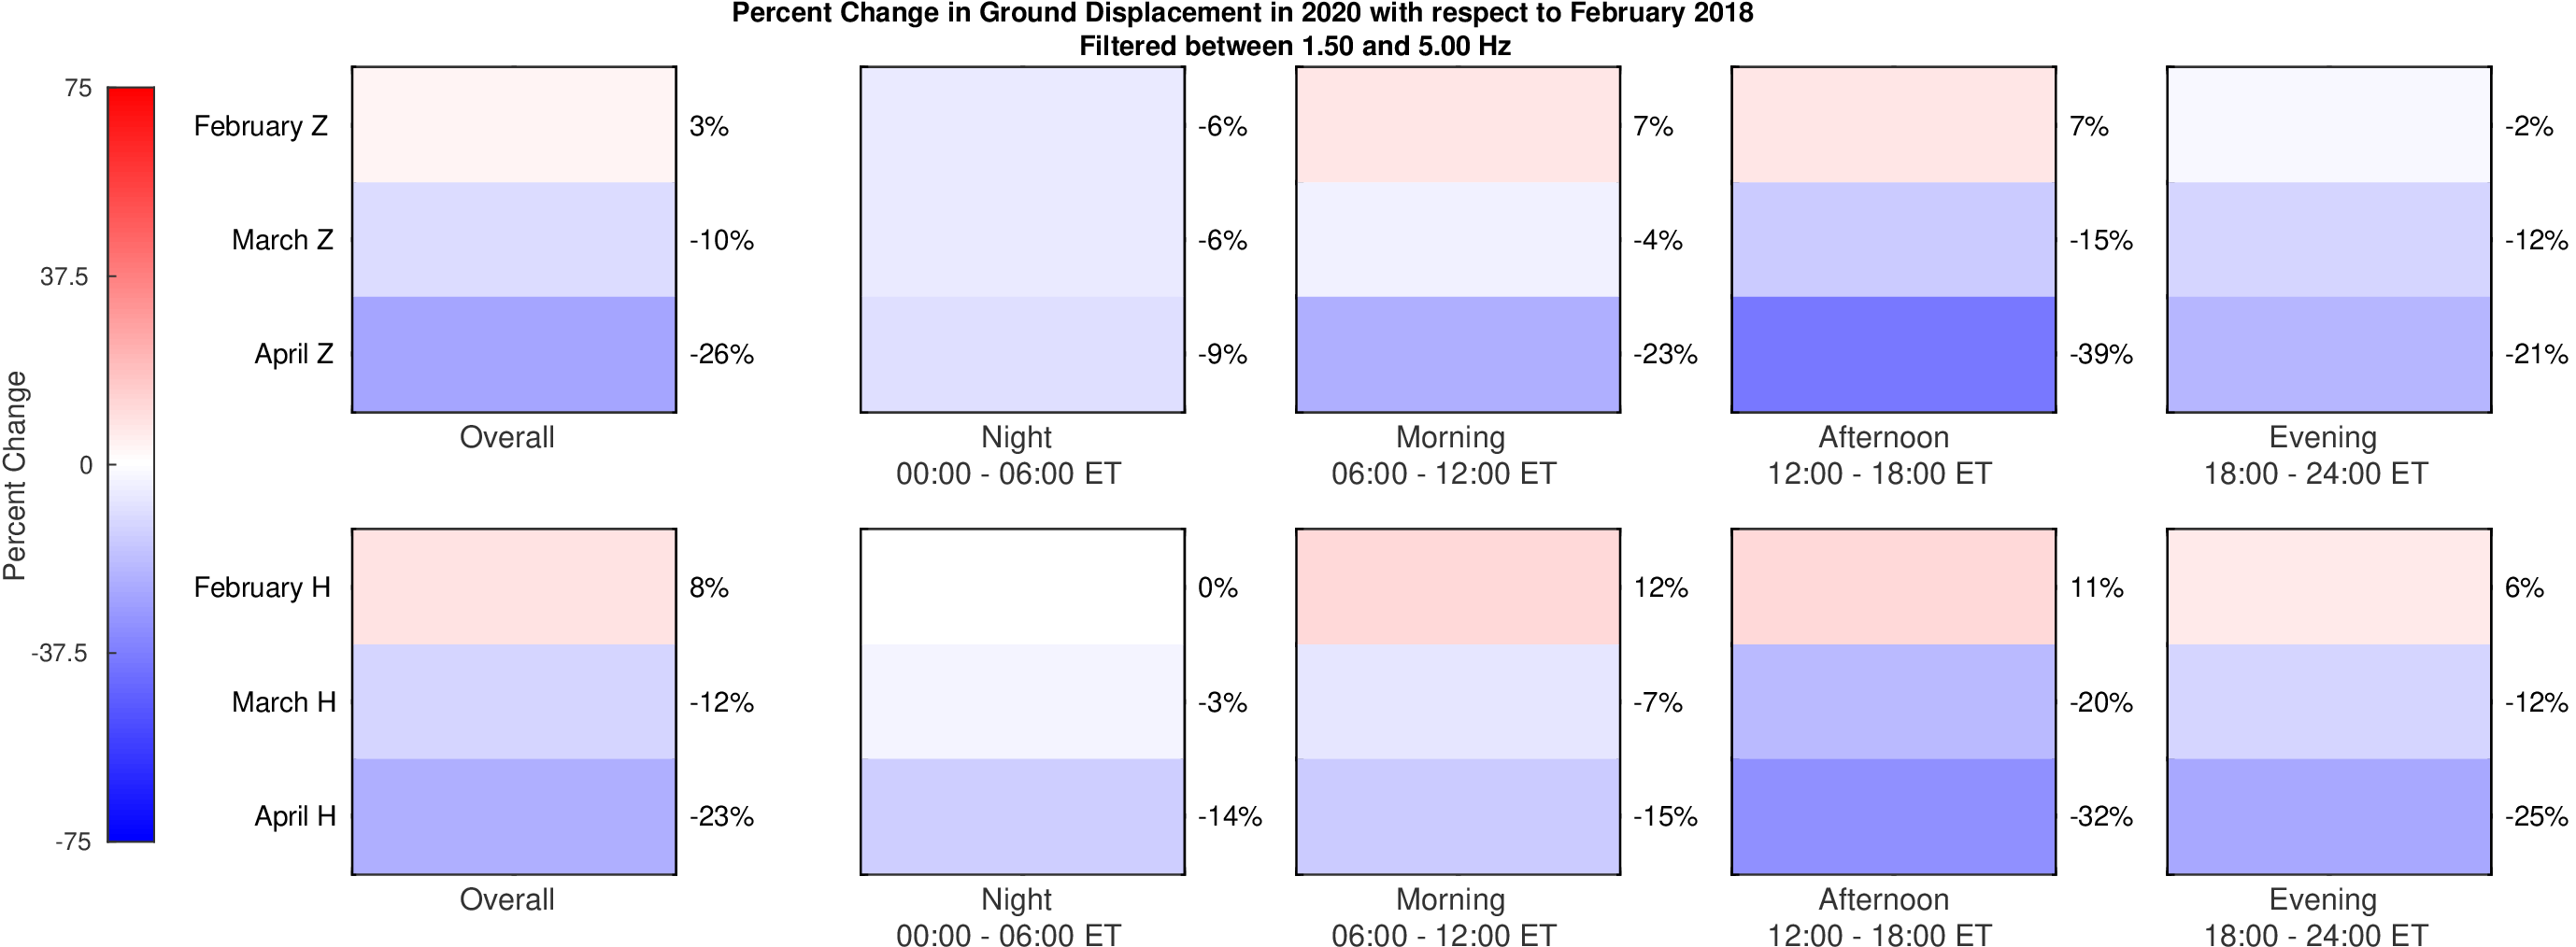 Percent Change in Ground Displacement in 2020 with respect to February 2018
Filtered between 1.50 and 5.00 Hz
75
37.5
0
-37.5
-75
Percent Change
February Z
3%
-6%
7%
7%
-2%
March Z
-10%
-6%
-4%
-15%
-12%
April Z
-26%
-9%
-23%
-39%
-21%
Overall
Night
00:00 - 06:00 ET
Morning
06:00 - 12:00 ET
Afternoon
12:00 - 18:00 ET
Evening
18:00 - 24:00 ET
February H
8%
0%
12%
11%
6%
March H
-12%
-3%
-7%
-20%
-12%
April H
-23%
-14%
-15%
-32%
-25%
Overall
Night
00:00 - 06:00 ET
Morning
06:00 - 12:00 ET
Afternoon
12:00 - 18:00 ET
Evening
18:00 - 24:00 ET